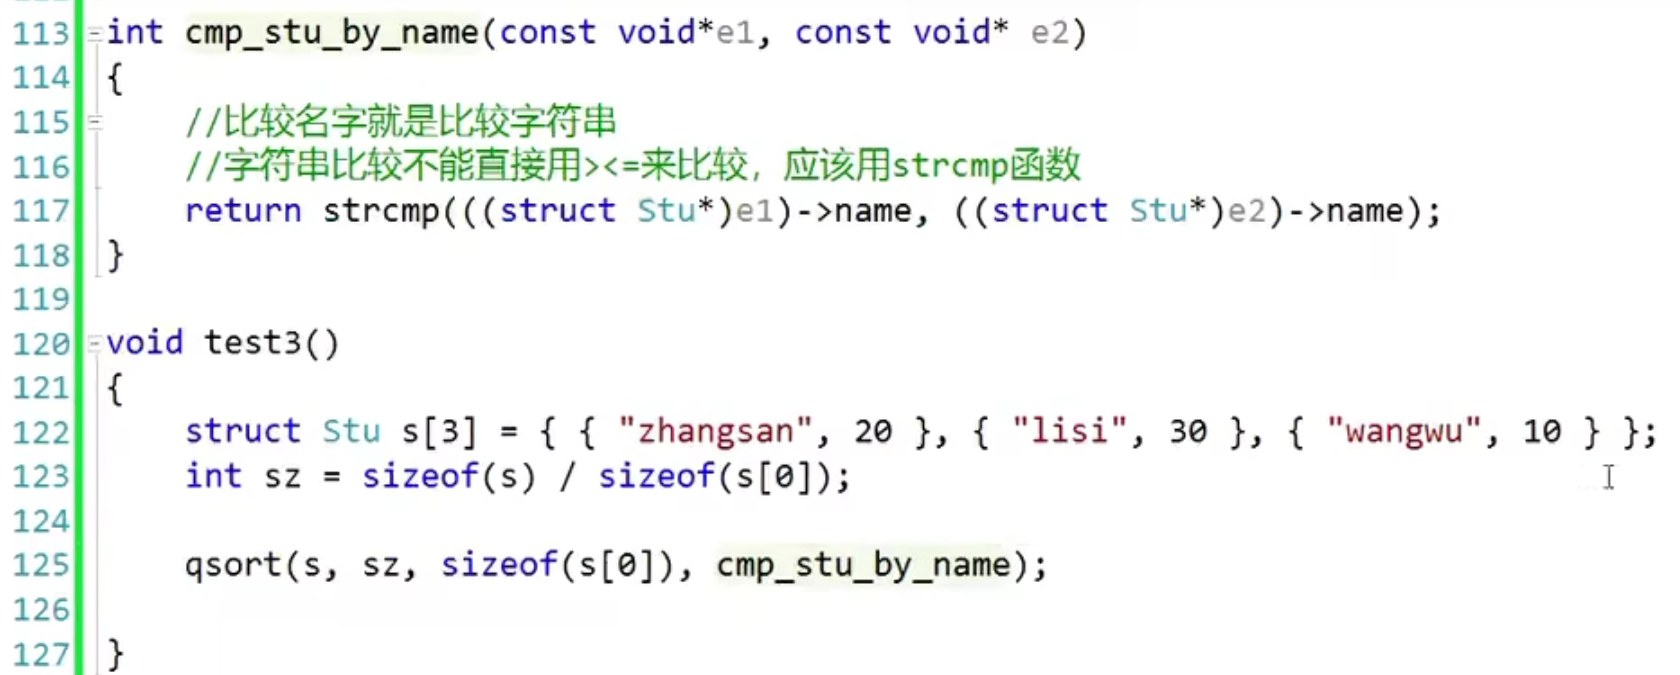 113 int cmp_stu_by_name(const void*e1, const void* e2)
114 {
115 //比较名字就是比较字符串
116 //字符串比较不能直接用><=来比较，应该用strcmp函数
117 return strcmp(((struct Stu*)e1)->name, ((struct Stu*)e2)->name);
118 }
119
120 void test3()
121 {
122 struct Stu s[3] = { { "zhangsan", 20 }, { "lisi", 30 }, { "wangwu", 10 } };
123 int sz = sizeof(s) / sizeof(s[0]);
124
125 qsort(s, sz, sizeof(s[0]), cmp_stu_by_name);
126
127 }